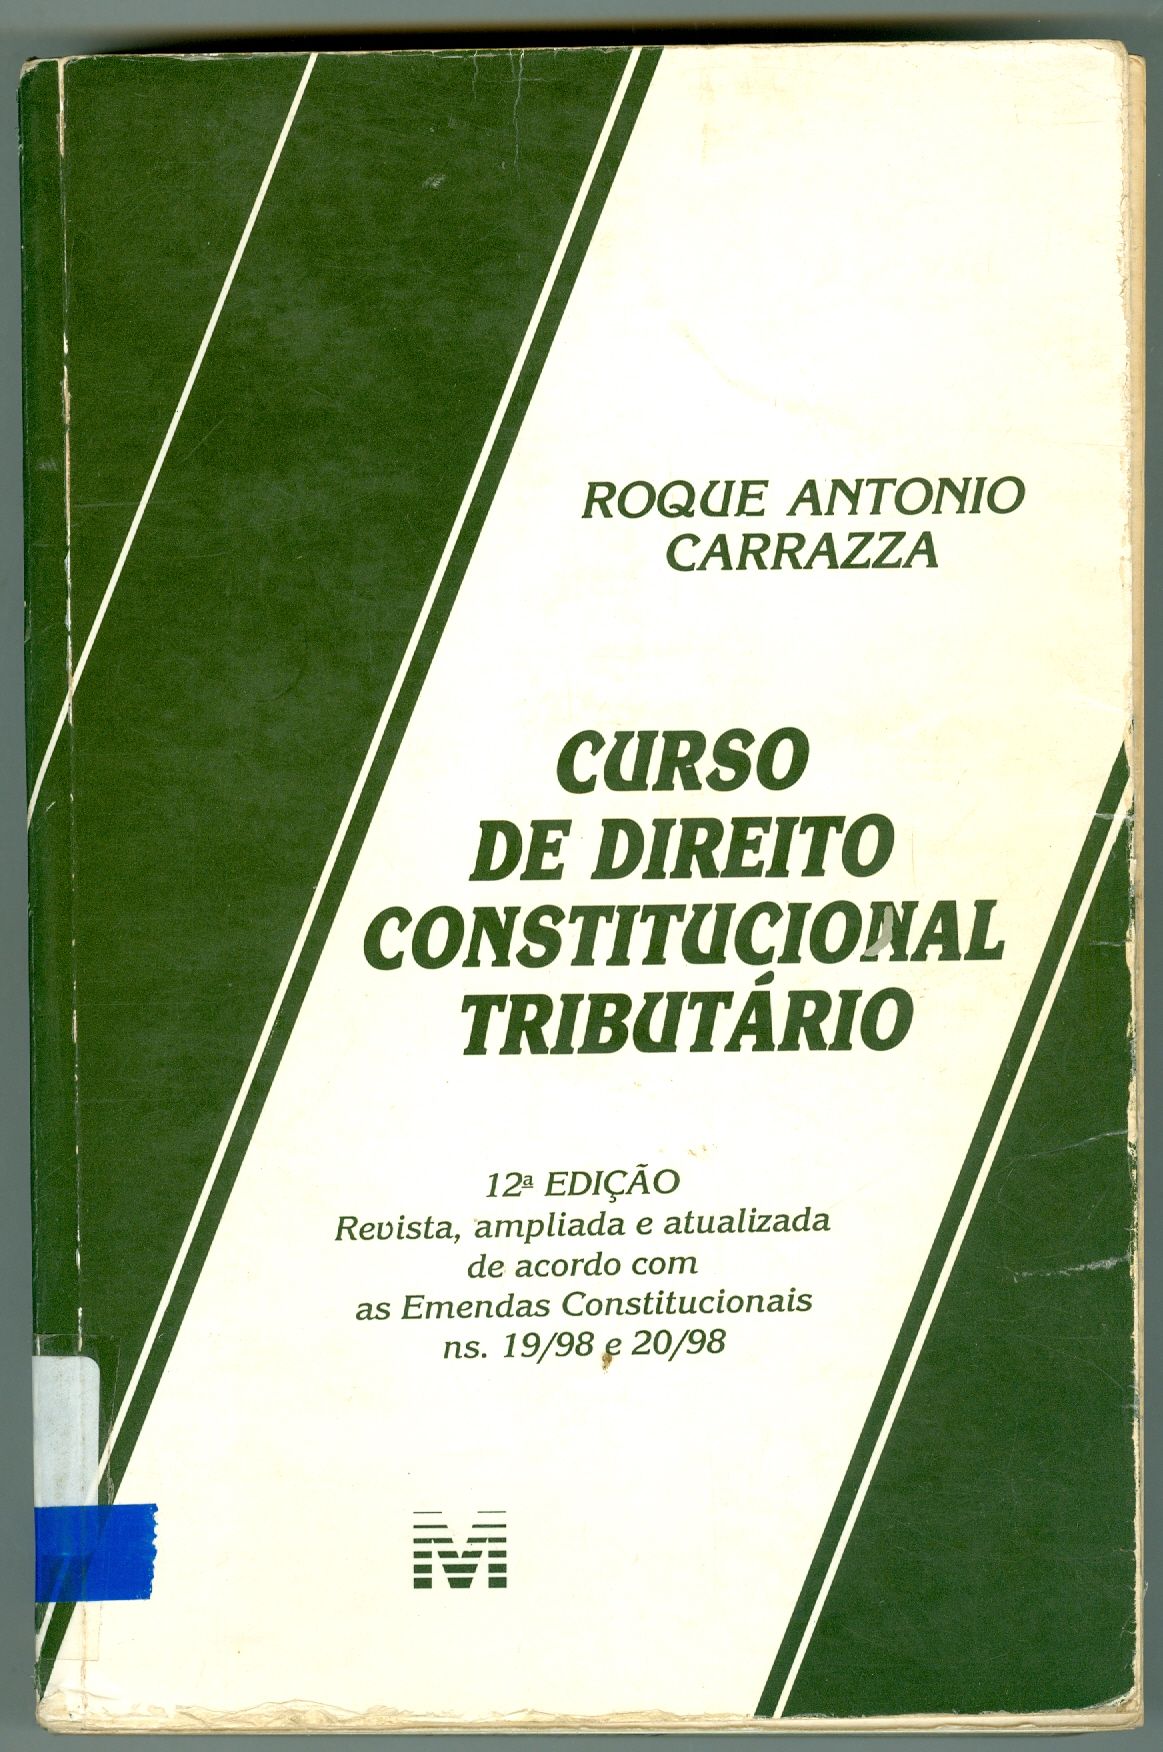 ROQUE ANTONIO
CARRAZZA
CURSO
DE DIREITO
CONSTITUCIONAL
TRIBUTÁRIO
12ª EDIÇÃO
Revista, ampliada e atualizada
de acordo com
as Emendas Constitucionais
ns. 19/98 e 20/98
M